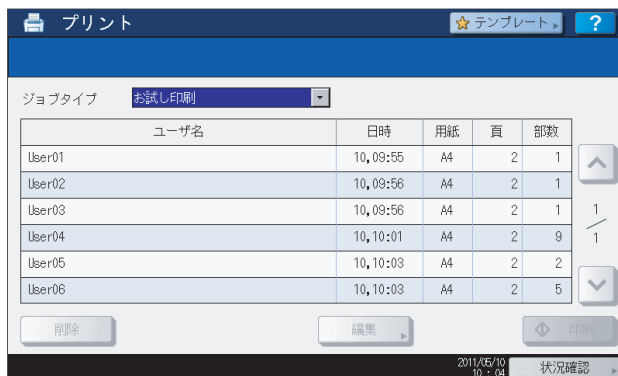 プリント
テンプレート
?
ジョブタイプ お試し印刷
ユーザ名 日時 用紙 頁 部数
User01 10,09:55 A4 2 1
User02 10,09:56 A4 2 1
User03 10,09:56 A4 2 1
User04 10,10:01 A4 2 9
User05 10,10:03 A4 2 2
User06 10,10:03 A4 2 5
1
1
削除 編集 印刷
2011/05/10
10:04
状況確認